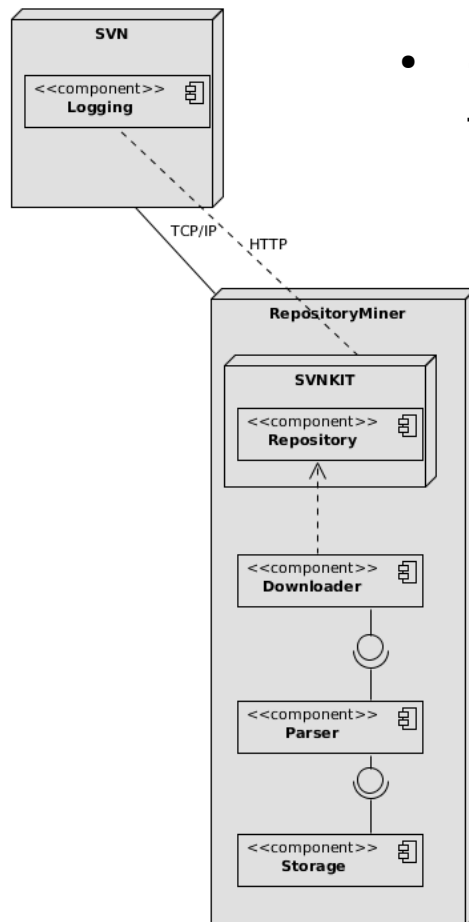 SVN
<<component>>
Logging
TCP/IP
HTTP
RepositoryMiner
SVNKIT
<<component>>
Repository
<<component>>
Downloader
<<component>>
Parser
<<component>>
Storage